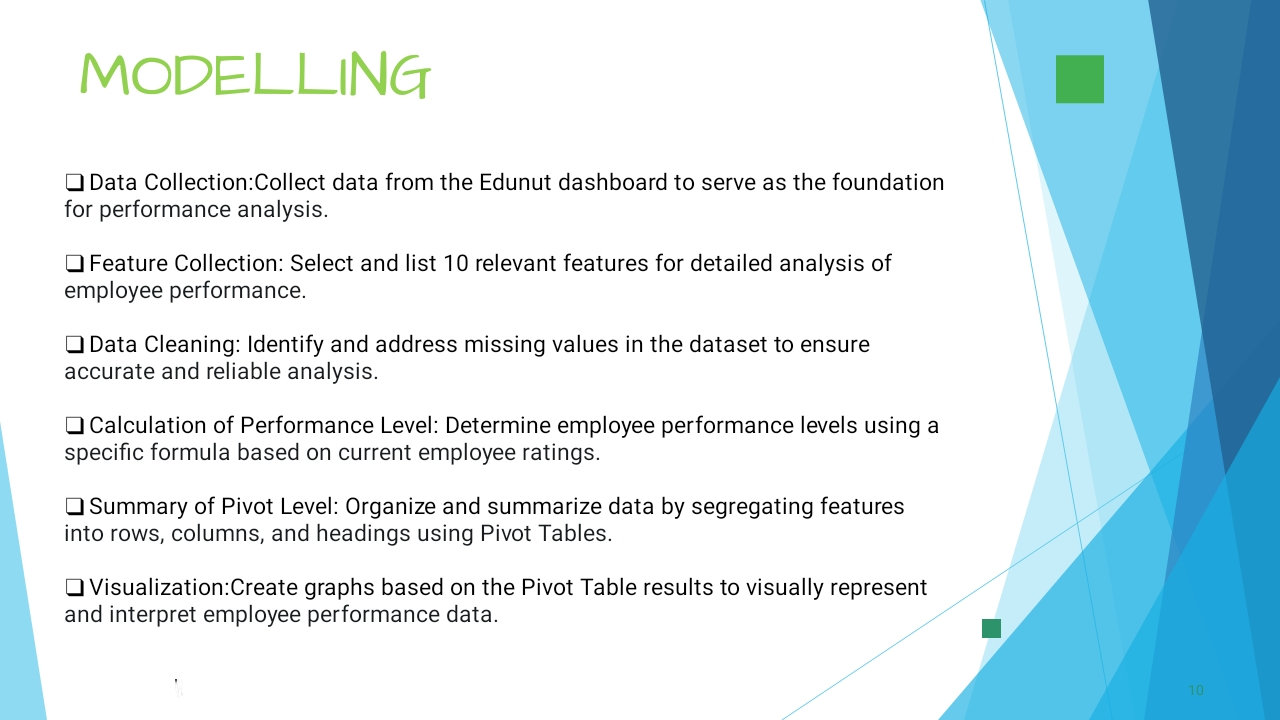 MODELLING
❑ Data Collection:Collect data from the Edunut dashboard to serve as the foundation
for performance analysis.
❑ Feature Collection: Select and list 10 relevant features for detailed analysis of
employee performance.
❑ Data Cleaning: Identify and address missing values in the dataset to ensure
accurate and reliable analysis.
❑ Calculation of Performance Level: Determine employee performance levels using a
specific formula based on current employee ratings.
❑ Summary of Pivot Level: Organize and summarize data by segregating features
into rows, columns, and headings using Pivot Tables.
❑ Visualization:Create graphs based on the Pivot Table results to visually represent
and interpret employee performance data.
10